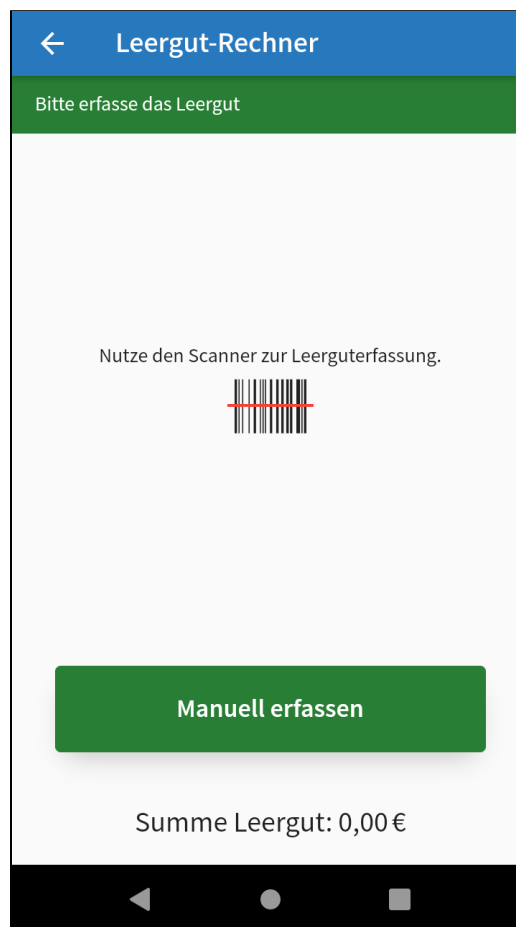 Leergut-Rechner
Bitte erfasse das Leergut
Nutze den Scanner zur Leerguterfassung.
Manuell erfassen
Summe Leergut: 0,00 €